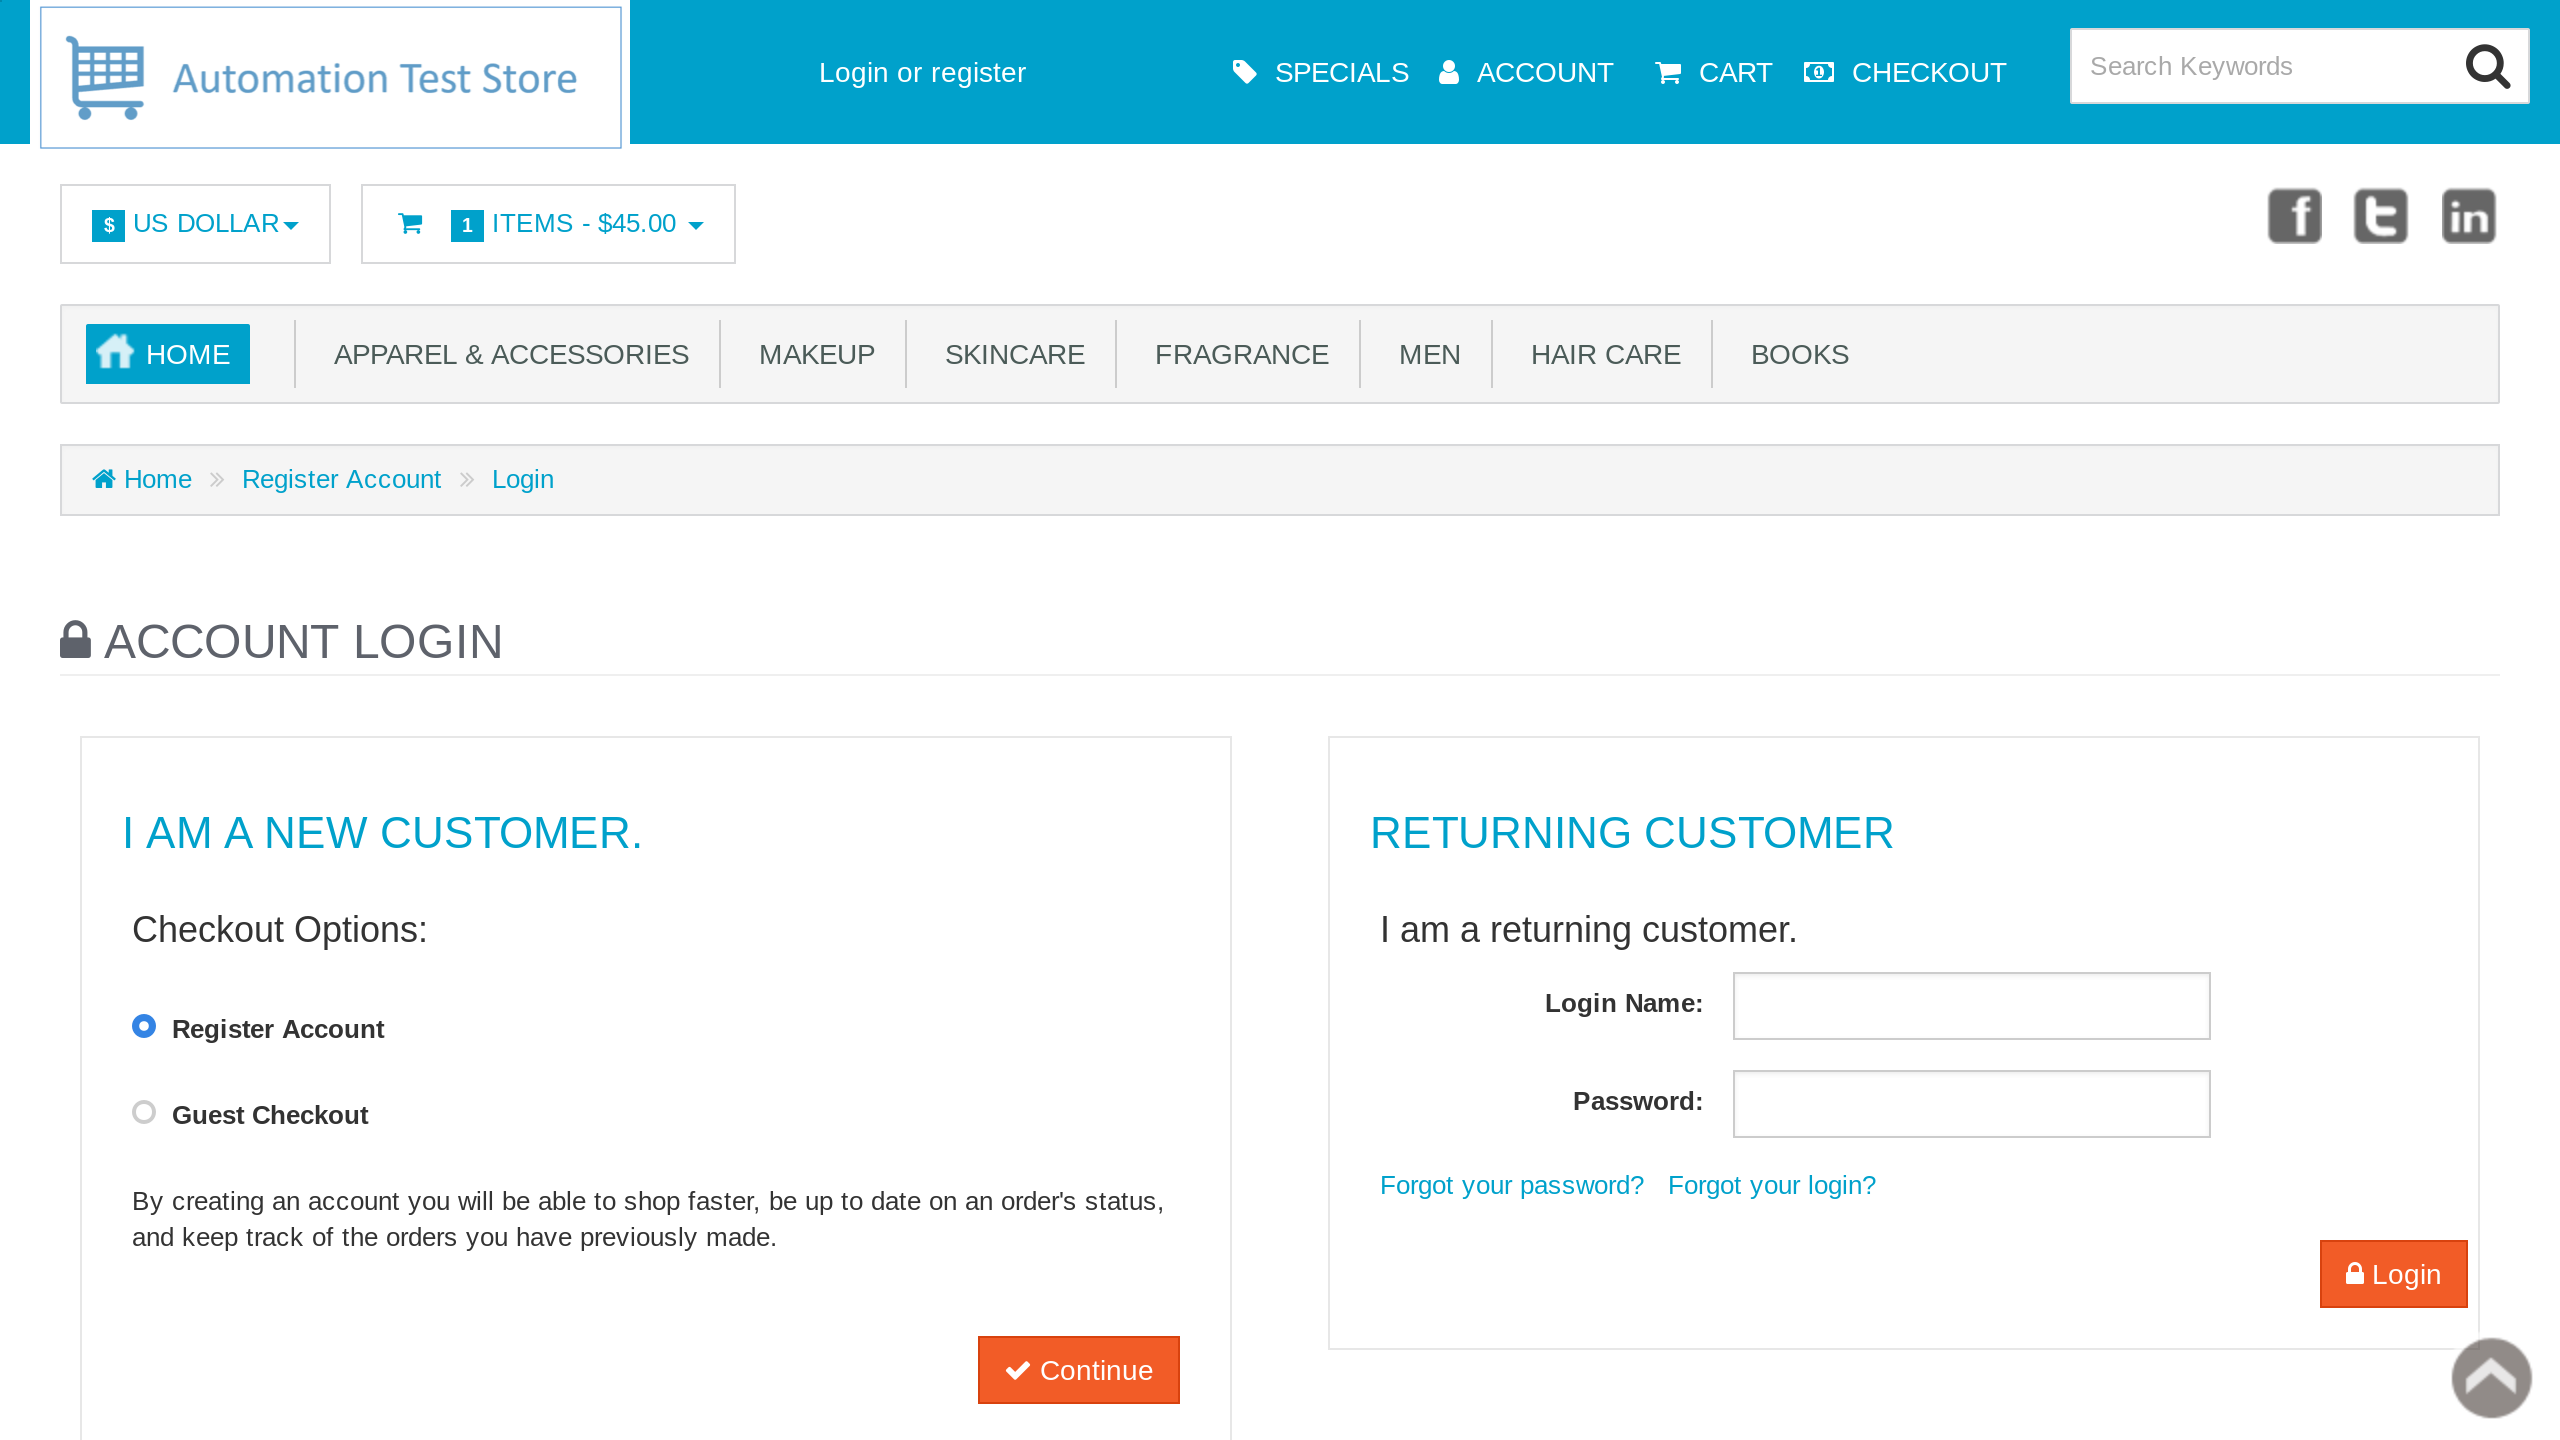 Automation Test Store
Login or register
SPECIALS
ACCOUNT
CART
CHECKOUT
Search Keywords
$ US DOLLAR
1 ITEMS - $45.00
HOME
APPAREL & ACCESSORIES
MAKEUP
SKINCARE
FRAGRANCE
MEN
HAIR CARE
BOOKS
Home
Register Account
Login
ACCOUNT LOGIN
I AM A NEW CUSTOMER.
Checkout Options:
Register Account
Guest Checkout
By creating an account you will be able to shop faster, be up to date on an order's status,
and keep track of the orders you have previously made.
Continue
RETURNING CUSTOMER
I am a returning customer.
Login Name:
Password:
Forgot your password?
Forgot your login?
Login